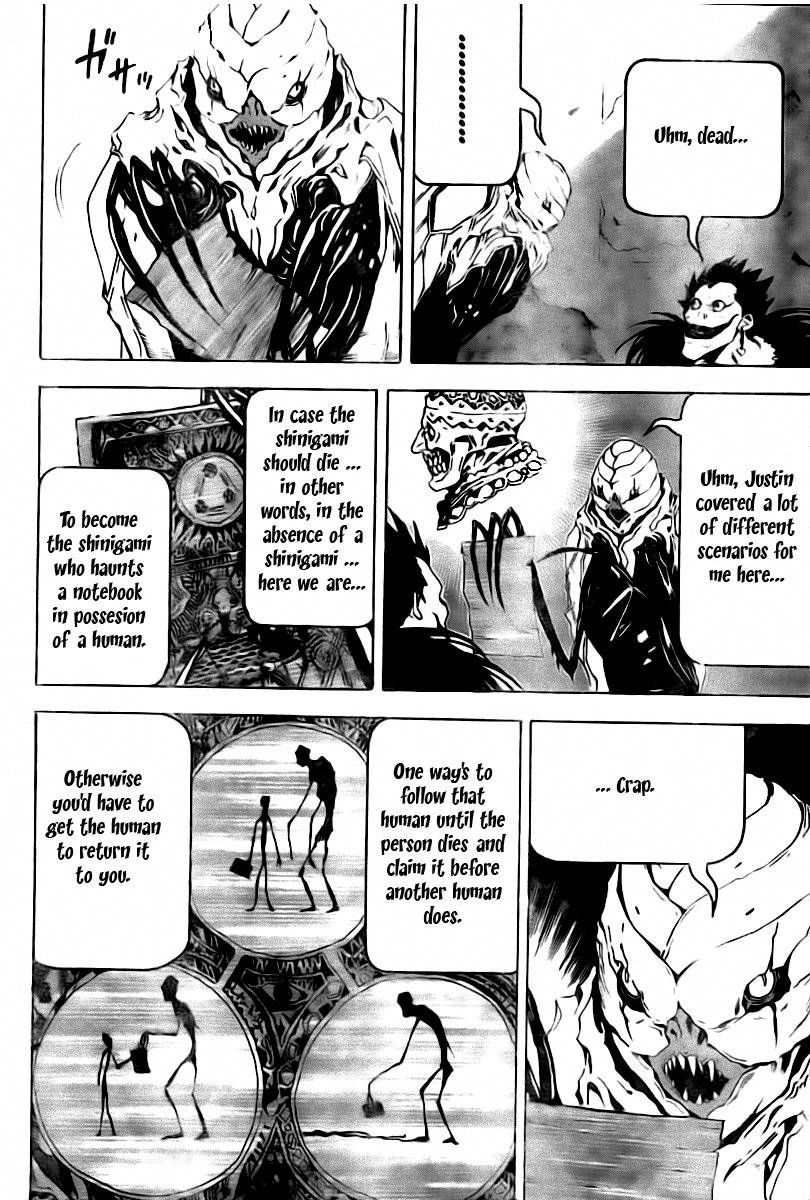 Uhm, dead...
..........
ガサッ
Uhm, Justin
covered a lot
of different
scenarios for
me here...
In case the
shinigami
should die ...
in other
words, in the
absence of a
shinigami ...
here we are...
To become
the shinigami
who haunts
a notebook
in possesion
of a human.
... Crap.
One way's to
follow that
human until the
person dies and
claim it before
another human
does.
Otherwise
you'd have to
get the human
to return it
to you.